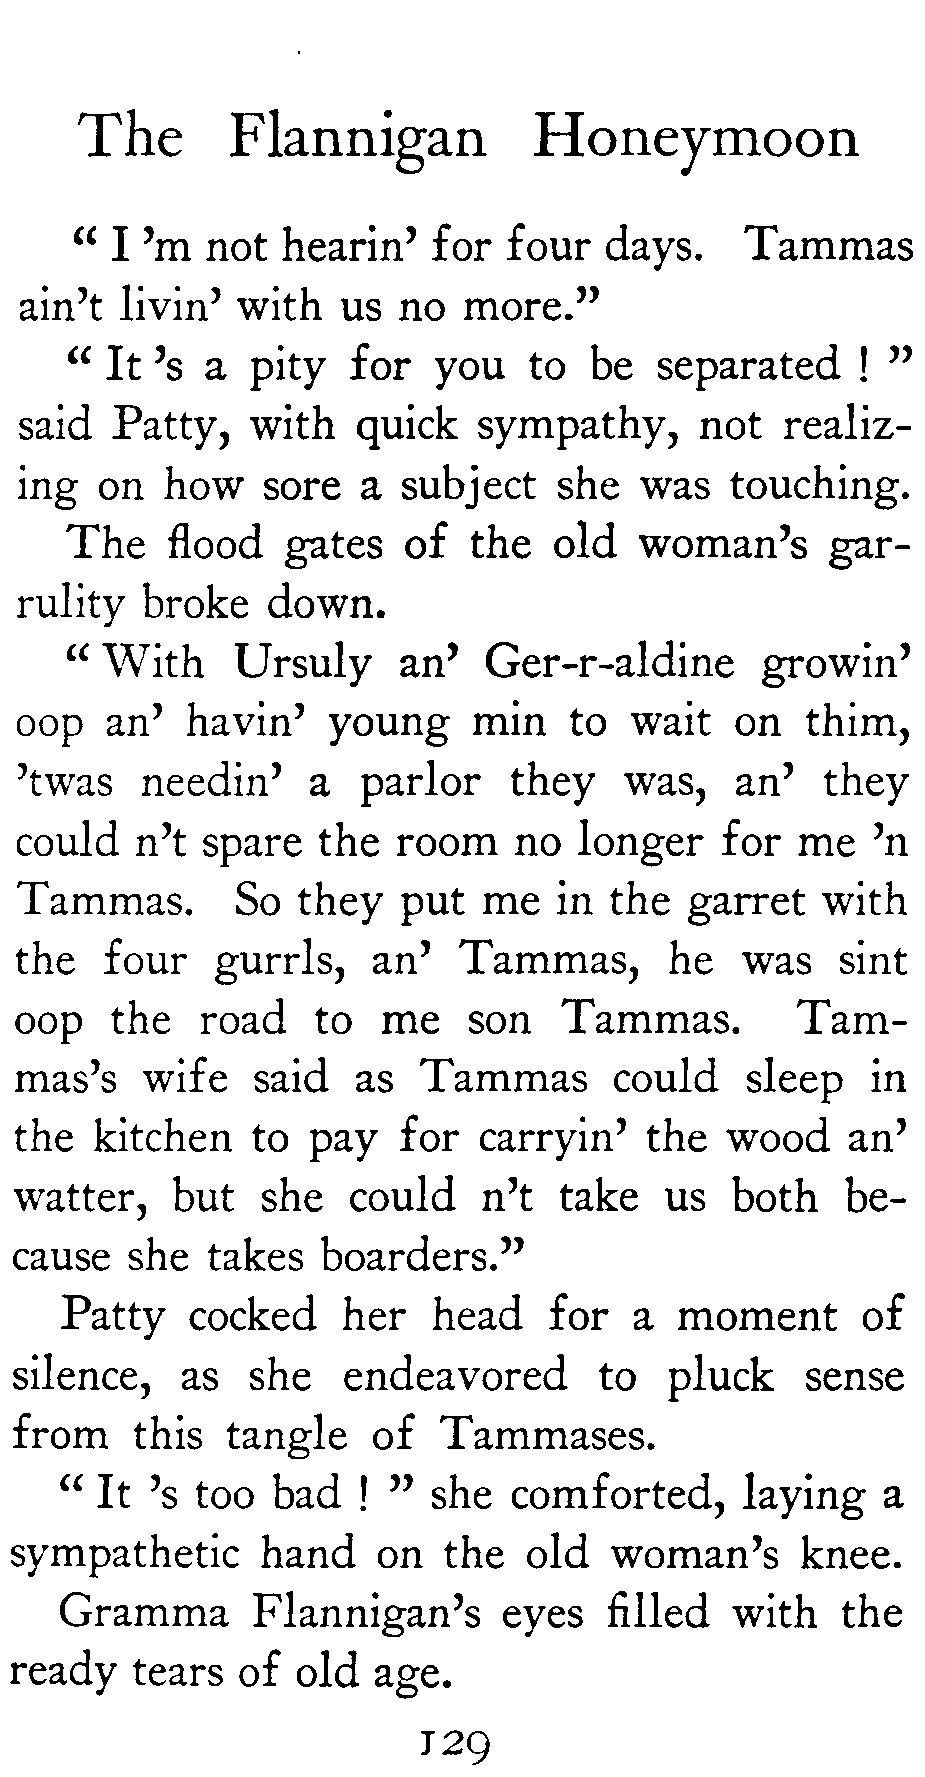 The Flannigan Honeymoon
“ I ’m not hearin’ for four days. Tammas
ain’t livin’ with us no more.”
“ It ’s a pity for you to be separated ! ”
said Patty, with quick sympathy, not realiz-
ing on how sore a subject she was touching.
The flood gates of the old woman’s gar-
rulity broke down.
“ With Ursuly an’ Ger-r-aldine growin’
oop an’ havin’ young min to wait on thim,
’twas needin’ a parlor they was, an’ they
could n’t spare the room no longer for me ’n
Tammas. So they put me in the garret with
the four gurrls, an’ Tammas, he was sint
oop the road to me son Tammas. Tam-
mas’s wife said as Tammas could sleep in
the kitchen to pay for carryin’ the wood an’
watter, but she could n’t take us both be-
cause she takes boarders.”
Patty cocked her head for a moment of
silence, as she endeavored to pluck sense
from this tangle of Tammases.
“ It ’s too bad ! ” she comforted, laying a
sympathetic hand on the old woman’s knee.
Gramma Flannigan’s eyes filled with the
ready tears of old age.
129